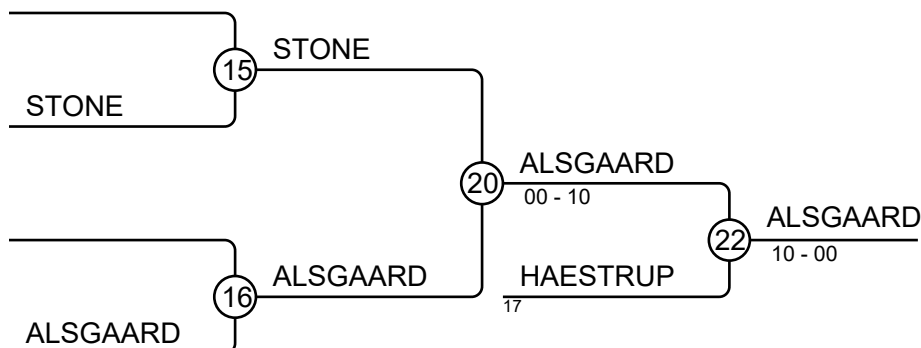 STONE
15
STONE
ALSGAARD
20
00 - 10
ALSGAARD
22
10 - 00
HAESTRUP
17
ALSGAARD
16
ALSGAARD